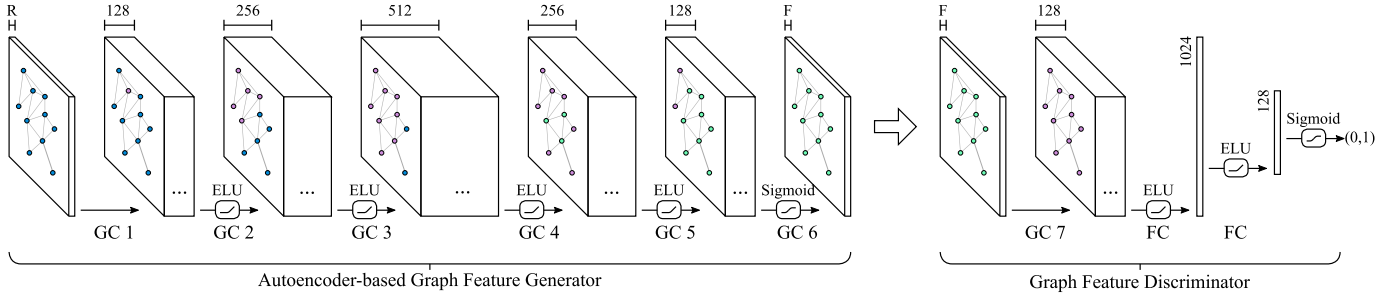 R 128 256 512 256 128 F F 128
1024
128
Sigmoid
(0,1)
ELU
... ... ... ... ... ...
ELU ELU ELU ELU Sigmoid ELU
GC 1 GC 2 GC 3 GC 4 GC 5 GC 6 GC 7 FC FC
Autoencoder-based Graph Feature Generator Graph Feature Discriminator